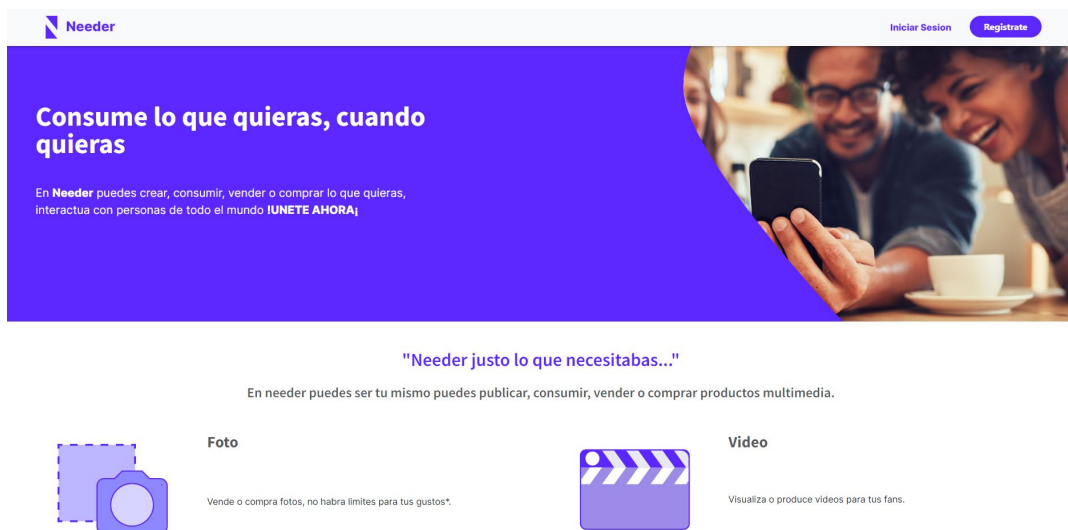 Needer
Iniciar Sesion
Registrate
Consume lo que quieras, cuando
quieras
En Needer puedes crear, consumir, vender o comprar lo que quieras,
interactua con personas de todo el mundo !UNETE AHORA¡
"Needer justo lo que necesitabas..."
En needer puedes ser tu mismo puedes publicar, consumir, vender o comprar productos multimedia.
Foto
Vende o compra fotos, no habra limites para tus gustos*.
Video
Visualiza o produce videos para tus fans.